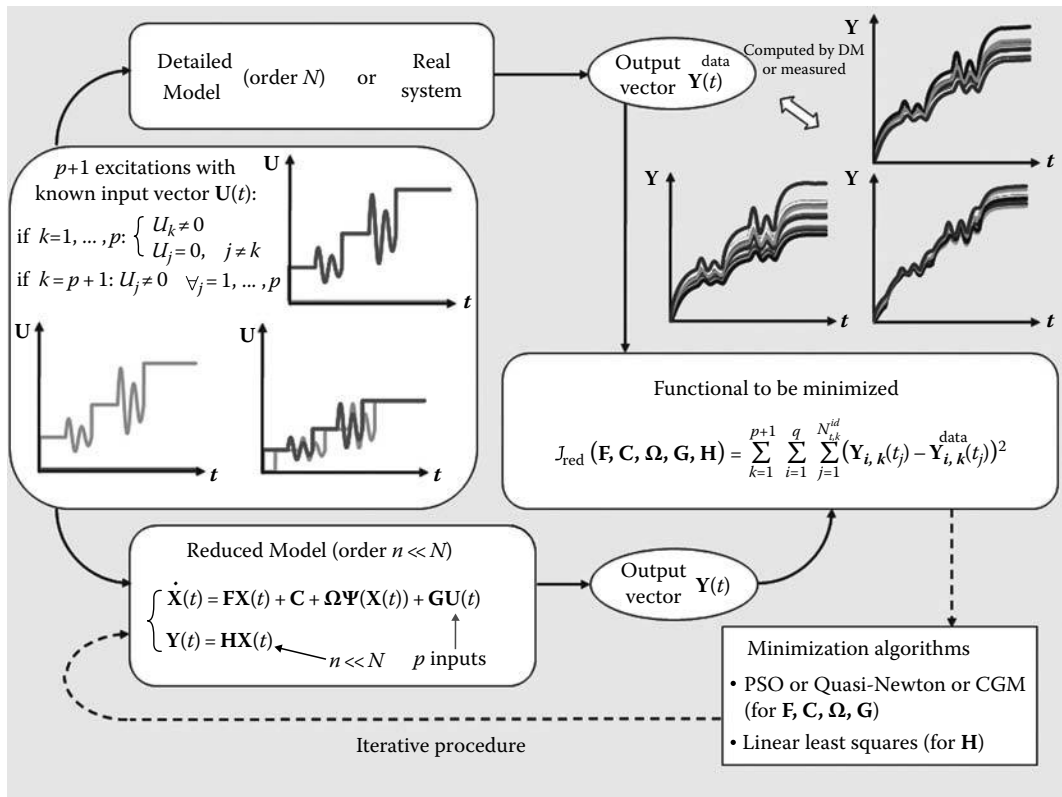 Detailed Model (order N) or Real system
Output vector Y(t)^data
Computed by DM or measured
Y
t
p+1 excitations with
known input vector U(t):
if k=1, ... ,p: { U_k ≠ 0
U_j = 0, j ≠ k
if k = p + 1: U_j ≠ 0 ∀_j = 1, ... , p
U
t
U
t
U
t
Y
t
Y
t
Functional to be minimized
J_red (F, C, Ω, G, H) = ∑_{k=1}^{p+1} ∑_{i=1}^{q} ∑_{j=1}^{N_{t,k}^{id}} (Y_{i, k}(t_j) – Y_{i, k}^{data}(t_j))^2
Reduced Model (order n << N)
Ẋ(t) = FX(t) + C + ΩΨ(X(t)) + GU(t)
Y(t) = HX(t)
n << N
p inputs
Output vector Y(t)
Minimization algorithms
• PSO or Quasi-Newton or CGM
(for F, C, Ω, G)
• Linear least squares (for H)
Iterative procedure